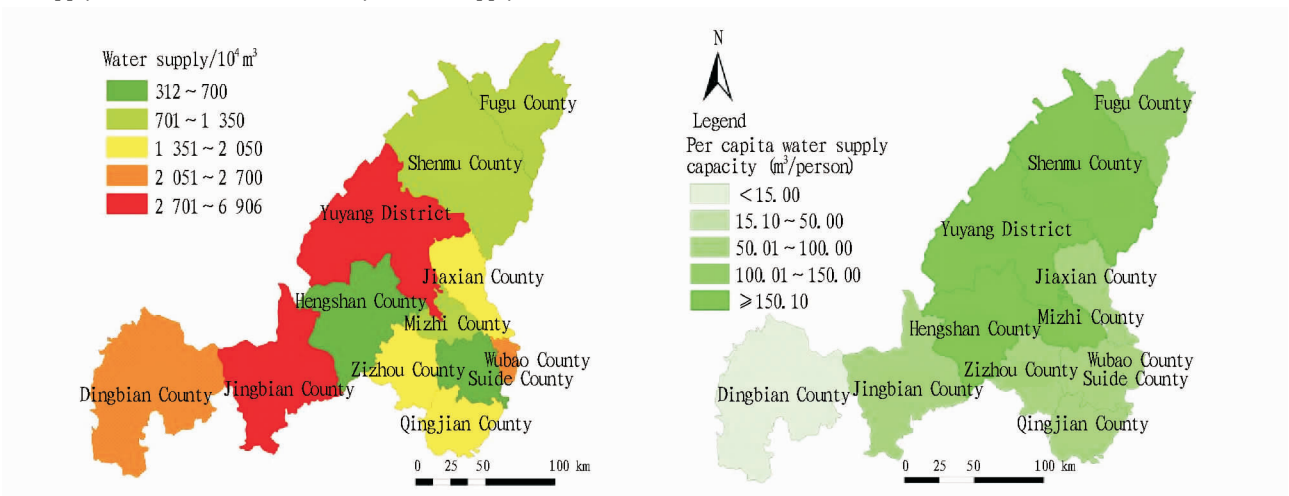 Water supply/10⁴m³
312～700
701～1 350
1 351～2 050
2 051～2 700
2 701～6 906
Fugu County
Shenmu County
Yuyang District
Jiaxian County
Hengshan County
Mizhi County
Zizhou County
Wubao County
Suide County
Dingbian County
Jingbian County
Qingjian County
0 25 50 100 km
N
Legend
Per capita water supply
capacity (m³/person)
<15.00
15.10～50.00
50.01～100.00
100.01～150.00
⩾150.10
Fugu County
Shenmu County
Yuyang District
Jiaxian County
Mizhi County
Hengshan County
Wubao County
Zizhou County
Suide County
Dingbian County
Jingbian County
Qingjian County
0 25 50 100 km